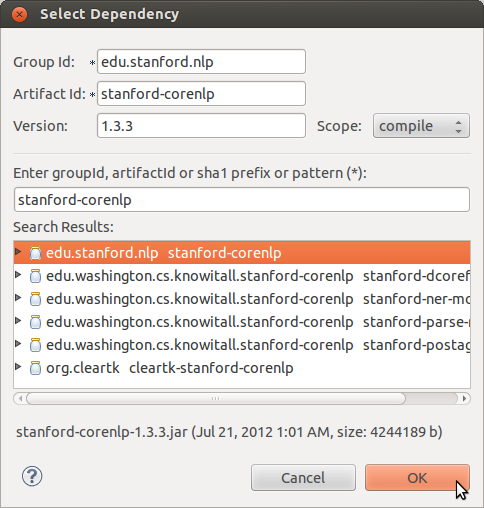 Select Dependency
Group Id: * edu.stanford.nlp
Artifact Id: * stanford-corenlp
Version: 1.3.3 Scope: compile
Enter groupId, artifactId or sha1 prefix or pattern (*):
stanford-corenlp
Search Results:
edu.stanford.nlp stanford-corenlp
edu.washington.cs.knowitall.stanford-corenlp stanford-dcoref
edu.washington.cs.knowitall.stanford-corenlp stanford-ner-mo
edu.washington.cs.knowitall.stanford-corenlp stanford-parse-
edu.washington.cs.knowitall.stanford-corenlp stanford-postag
org.cleartk cleartk-stanford-corenlp
stanford-corenlp-1.3.3.jar (Jul 21, 2012 1:01 AM, size: 4244189 b)
? Cancel OK